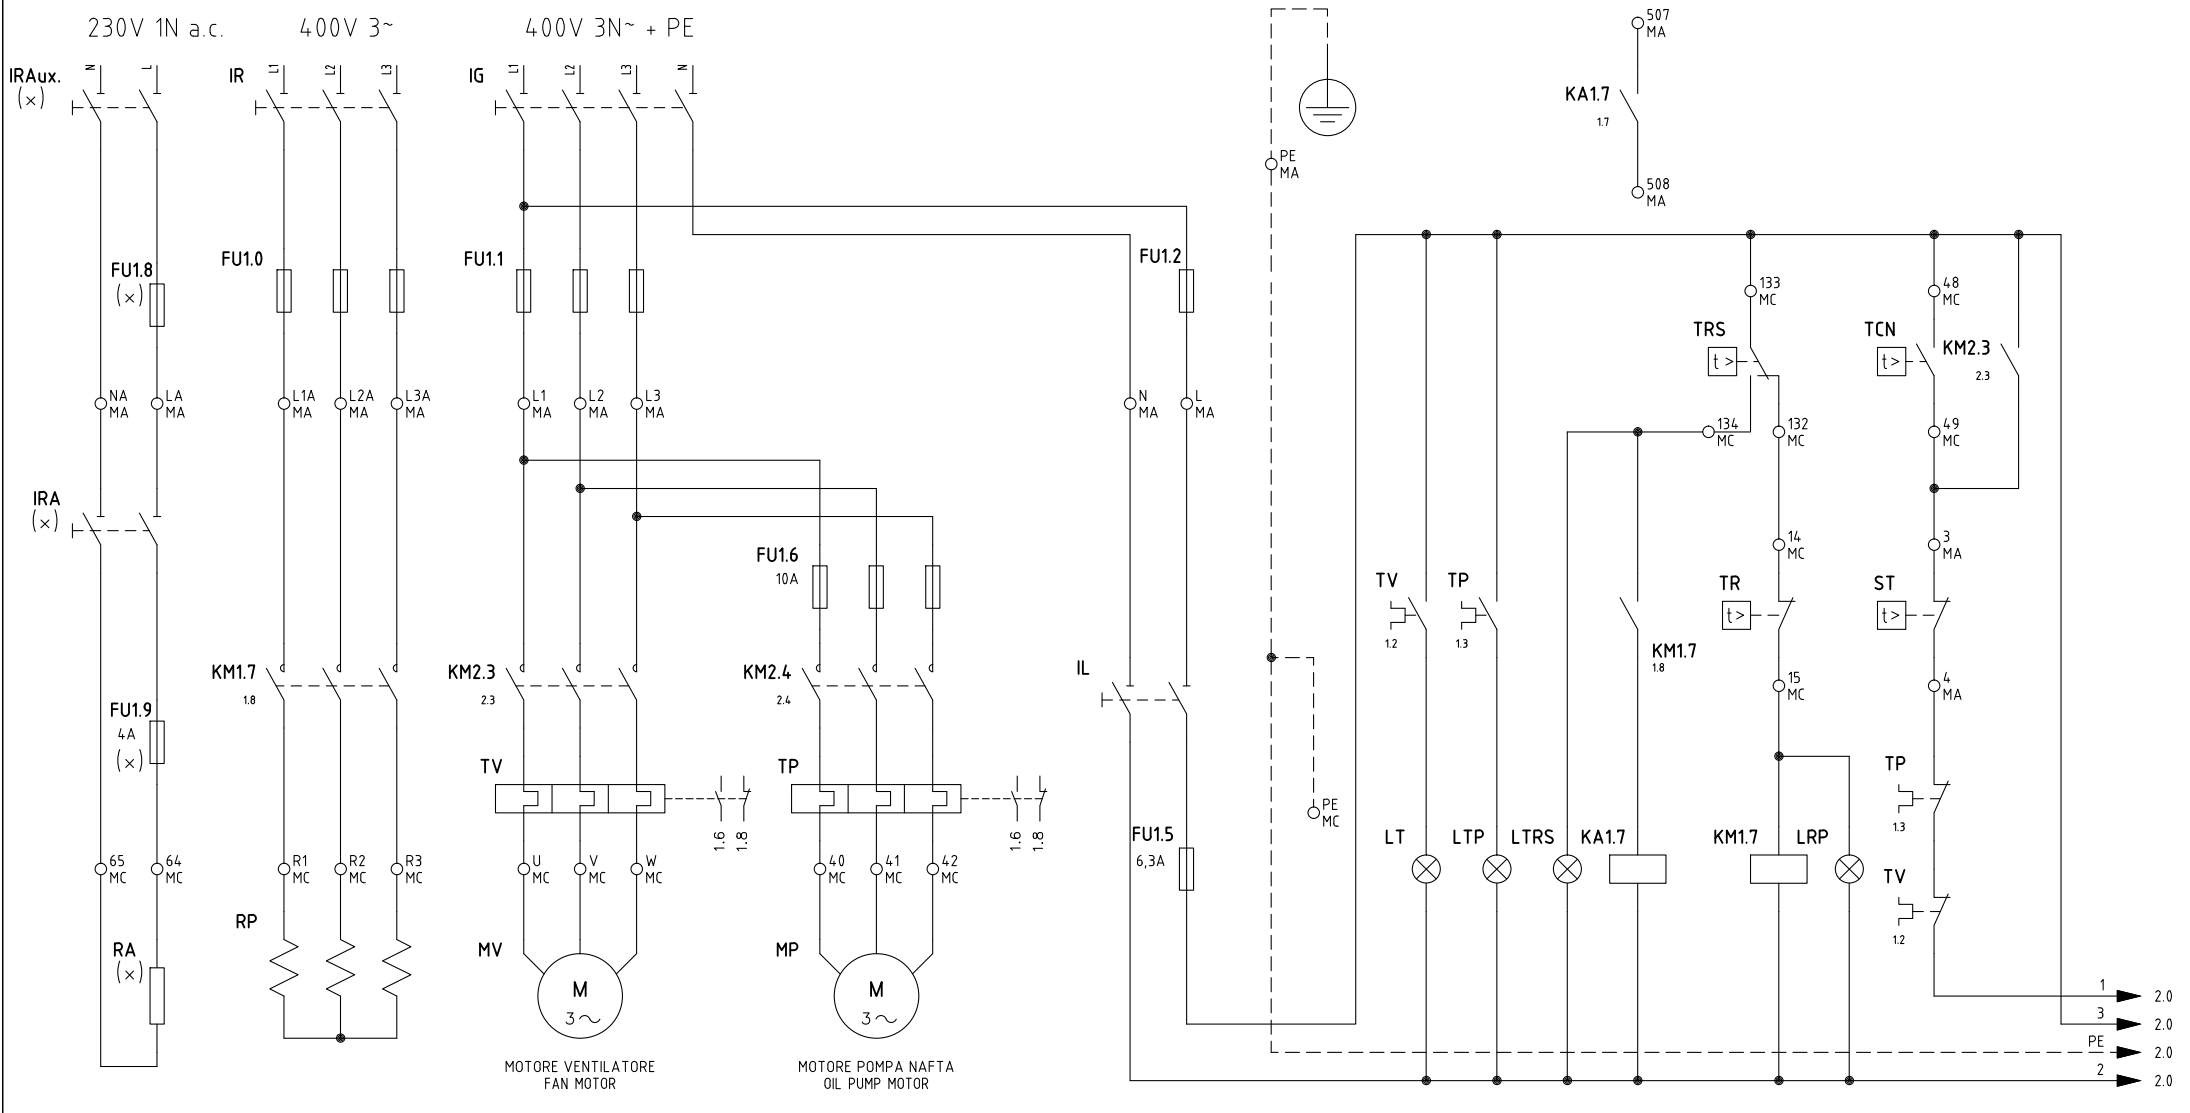 230V 1N a.c.
400V 3~
400V 3N~ + PE
IRAux.
(x)
N
L
IR
L1
L2
L3
IG
L1
L2
L3
N
PE
MA
507
MA
KA1.7
1.7
508
MA
FU1.8
(x)
FU1.0
FU1.1
FU1.2
133
MC
48
MC
TRS
t>
TCN
t>
KM2.3
2.3
NA
MA
LA
MA
L1A
MA
L2A
MA
L3A
MA
L1
MA
L2
MA
L3
MA
N
MA
L
MA
134
MC
132
MC
49
MC
IRA
(x)
FU1.6
10A
14
MC
3
MA
TV
1.2
TP
1.3
TR
t>
ST
t>
KM1.7
1.8
KM1.7
1.8
KM2.3
2.3
KM2.4
2.4
IL
15
MC
4
MA
FU1.9
4A
(x)
TV
1.6
1.8
TP
1.6
1.8
PE
MC
TP
1.3
FU1.5
6,3A
LT
LTP
LTRS
KA1.7
KM1.7
LRP
65
MC
64
MC
R1
MC
R2
MC
R3
MC
U
MC
V
MC
W
MC
40
MC
41
MC
42
MC
TV
1.2
RA
(x)
RP
MV
M
3~
MP
M
3~
MOTORE VENTILATORE
FAN MOTOR
MOTORE POMPA NAFTA
OIL PUMP MOTOR
1
2.0
3
2.0
PE
2.0
2
2.0